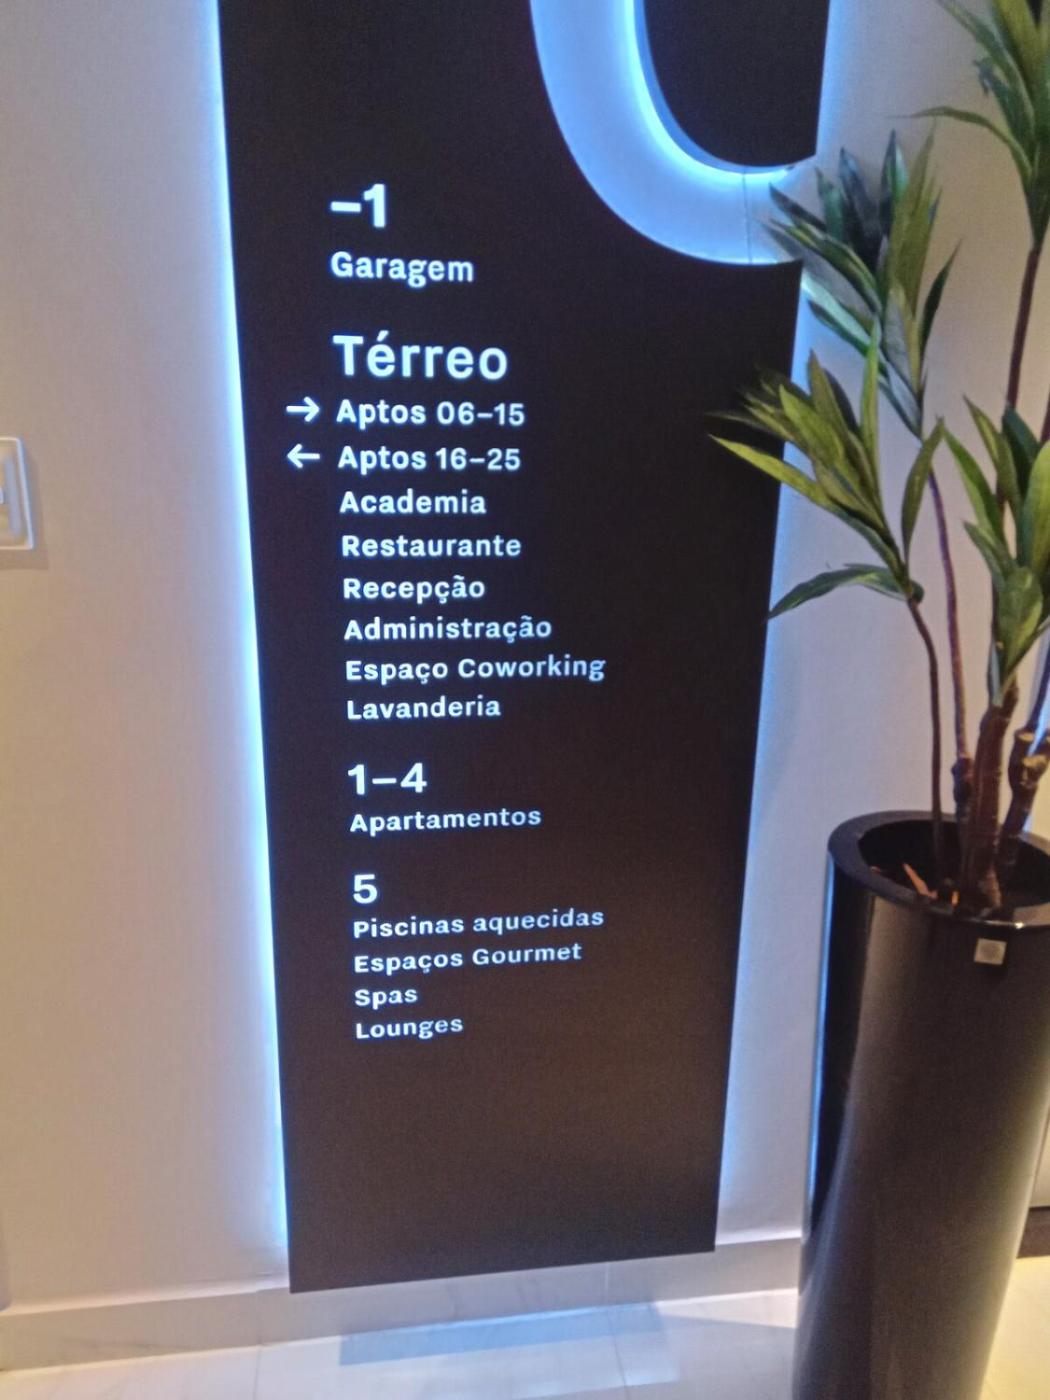 –1
Garagem
Térreo
→ Aptos 06–15
← Aptos 16–25
Academia
Restaurante
Recepção
Administração
Espaço Coworking
Lavanderia
1–4
Apartamentos
5
Piscinas aquecidas
Espaços Gourmet
Spas
Lounges